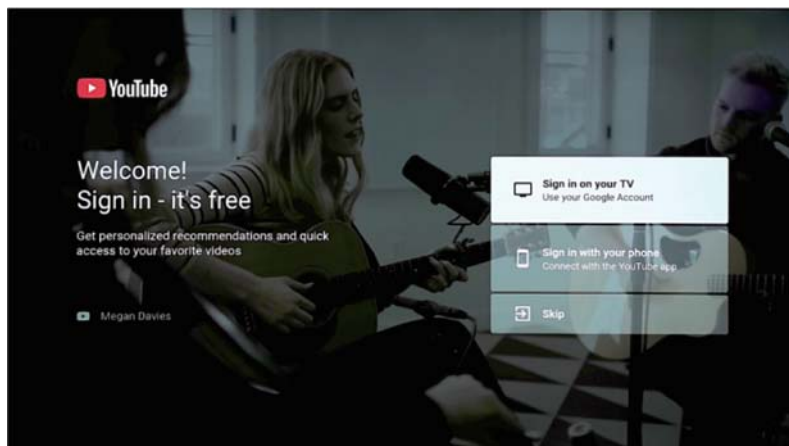 YouTube
Welcome!
Sign in - it's free
Get personalized recommendations and quick
access to your favorite videos
Megan Davies
Sign in on your TV
Use your Google Account
Sign in with your phone
Connect with the YouTube app
Skip